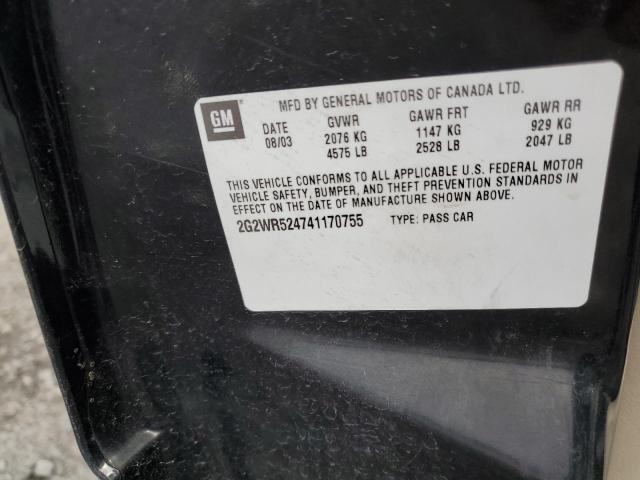 MFD BY GENERAL MOTORS OF CANADA LTD.
GM
DATE GVWR GAWR FRT GAWR RR
08/03 2076 KG 1147 KG 929 KG
4575 LB 2528 LB 2047 LB
THIS VEHICLE CONFORMS TO ALL APPLICABLE U.S. FEDERAL MOTOR
VEHICLE SAFETY, BUMPER, AND THEFT PREVENTION STANDARDS IN
EFFECT ON THE DATE OF MANUFACTURE SHOWN ABOVE.
2G2WR524741170755 TYPE: PASS CAR